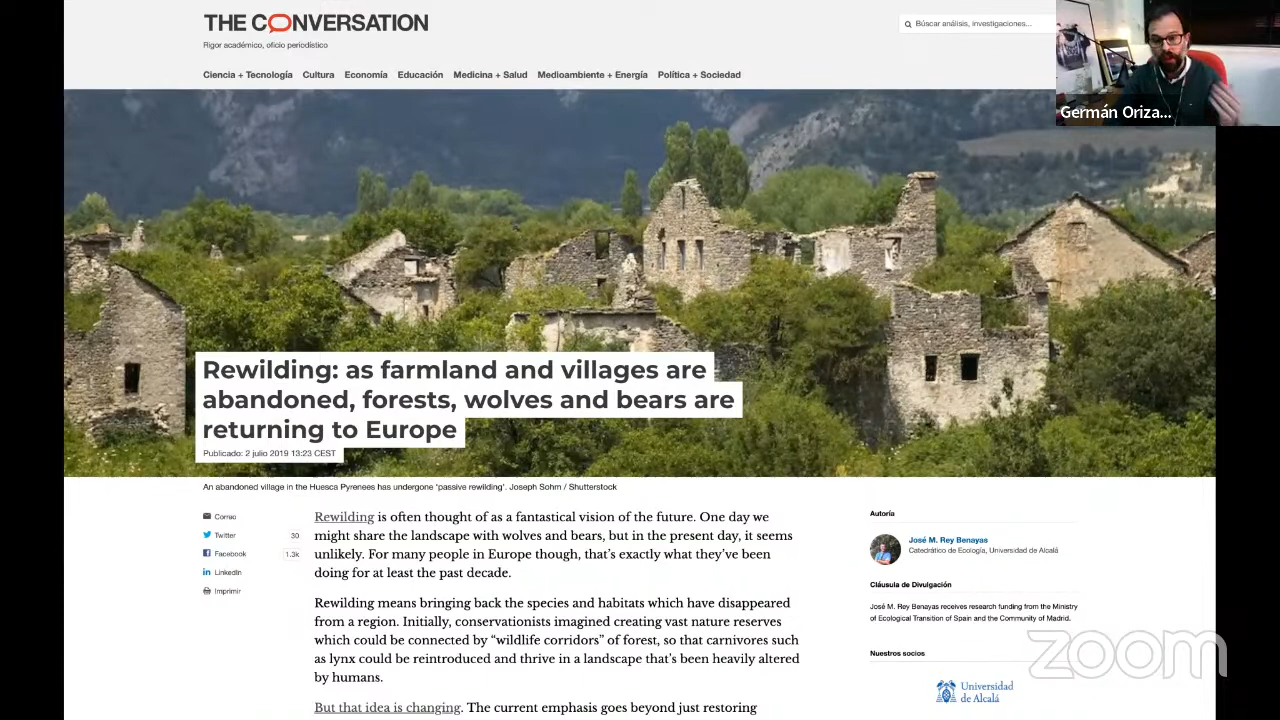 THE CONVERSATION
Rigor académico, oficio periodístico
Búscar análisis, investigaciones...
Germán Oriza...
Ciencia + Tecnología Cultura Economía Educación Medicina + Salud Medioambiente + Energía Política + Sociedad
Rewilding: as farmland and villages are
abandoned, forests, wolves and bears are
returning to Europe
Publicado: 2 julio 2019 13:23 CEST
An abandoned village in the Huesca Pyrenees has undergone 'passive rewilding'. Joseph Sohm / Shutterstock
Correo
Twitter 30
Facebook 1.3k
LinkedIn
Imprimir
Rewilding is often thought of as a fantastical vision of the future. One day we
might share the landscape with wolves and bears, but in the present day, it seems
unlikely. For many people in Europe though, that's exactly what they've been
doing for at least the past decade.
Rewilding means bringing back the species and habitats which have disappeared
from a region. Initially, conservationists imagined creating vast nature reserves
which could be connected by "wildlife corridors" of forest, so that carnivores such
as lynx could be reintroduced and thrive in a landscape that's been heavily altered
by humans.
But that idea is changing. The current emphasis goes beyond just restoring
Autoría
José M. Rey Benayas
Catedrático de Ecología, Universidad de Alcalá
Cláusula de Divulgación
José M. Rey Benayas receives research funding from the Ministry
of Ecological Transition of Spain and the Community of Madrid.
Nuestros socios
Universidad
de Alcalá
zoom